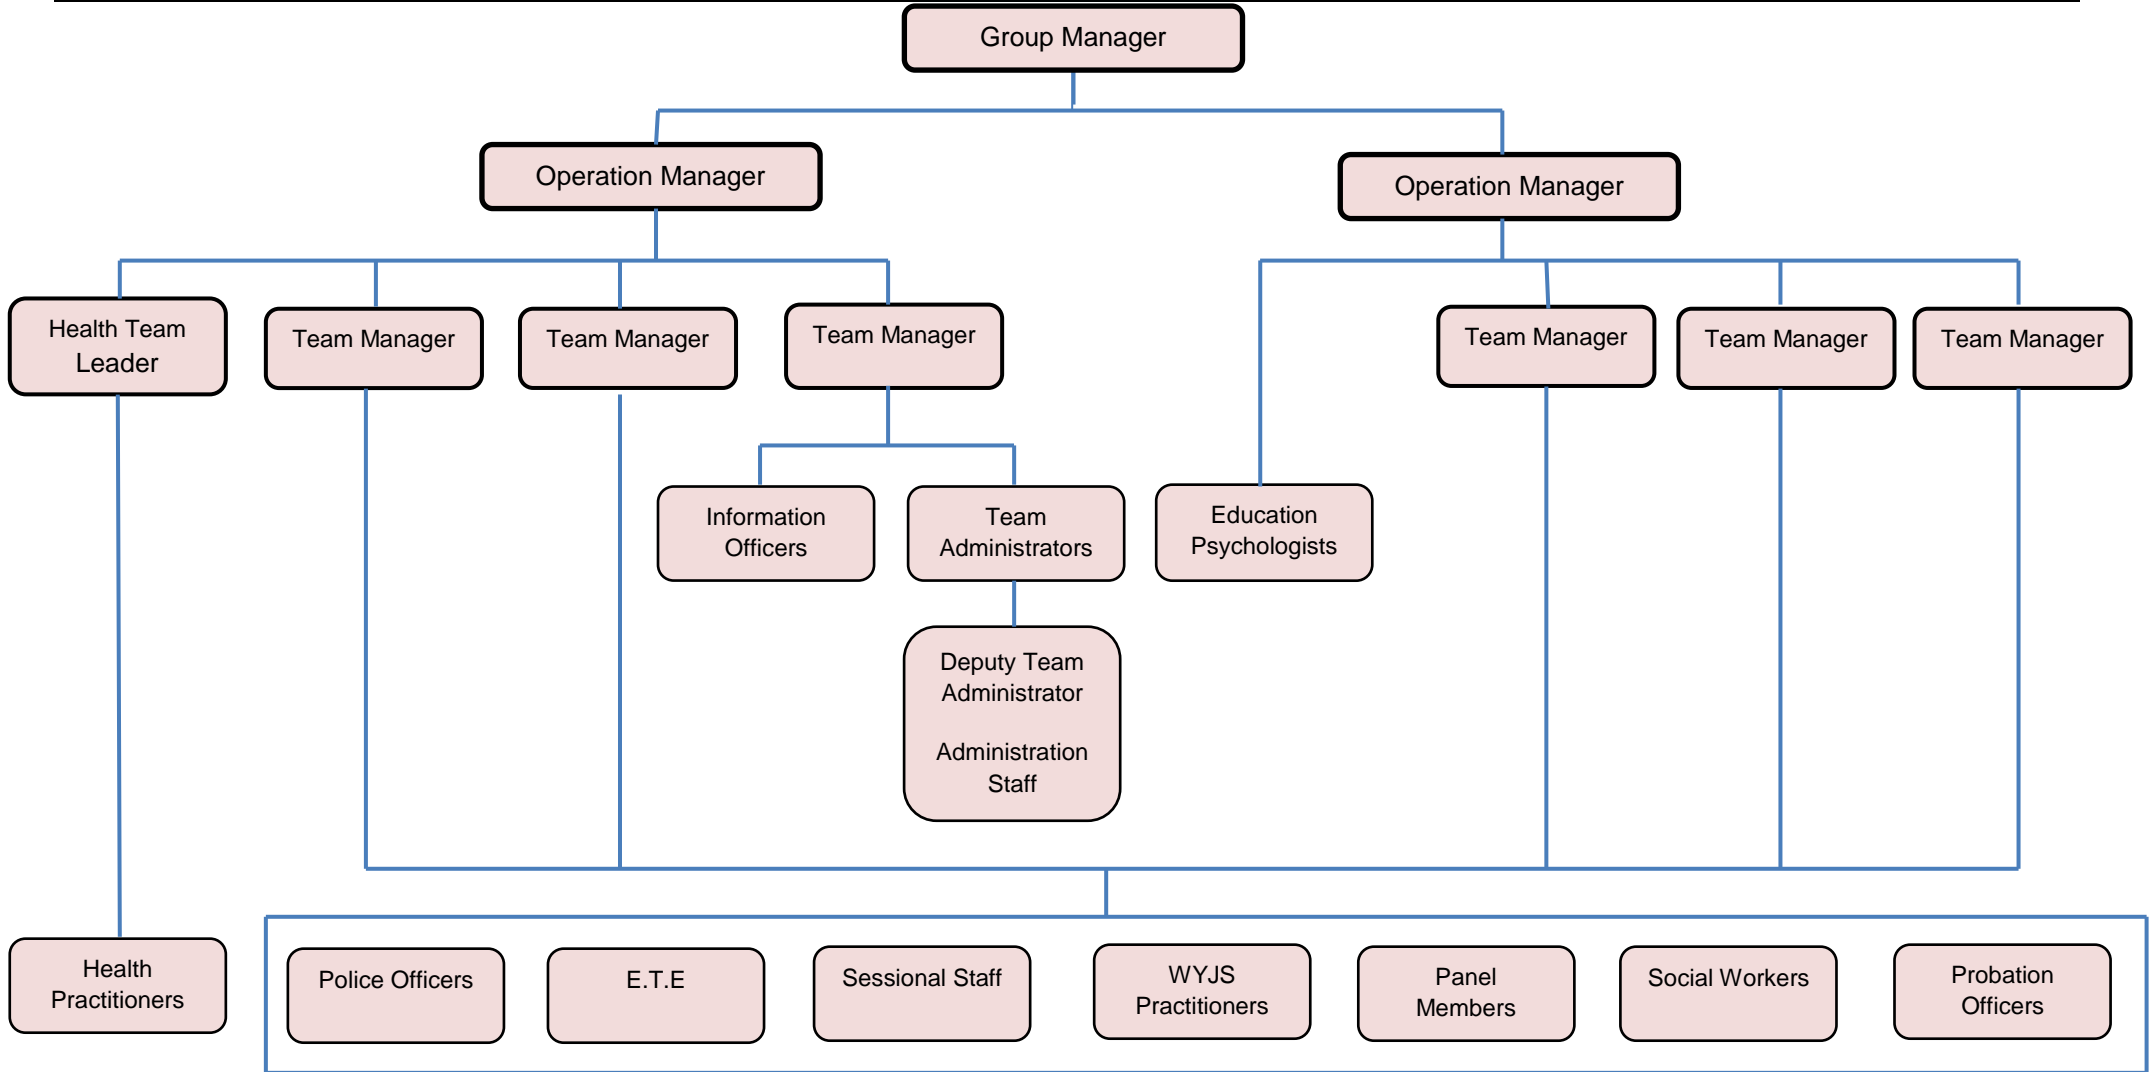 Group Manager
Operation Manager
Operation Manager
Health Team
Leader
Team Manager
Team Manager
Team Manager
Team Manager
Team Manager
Team Manager
Information
Officers
Team
Administrators
Education
Psychologists
Deputy Team
Administrator
Administration
Staff
Health
Practitioners
Police Officers
E.T.E
Sessional Staff
WYJS
Practitioners
Panel
Members
Social Workers
Probation
Officers